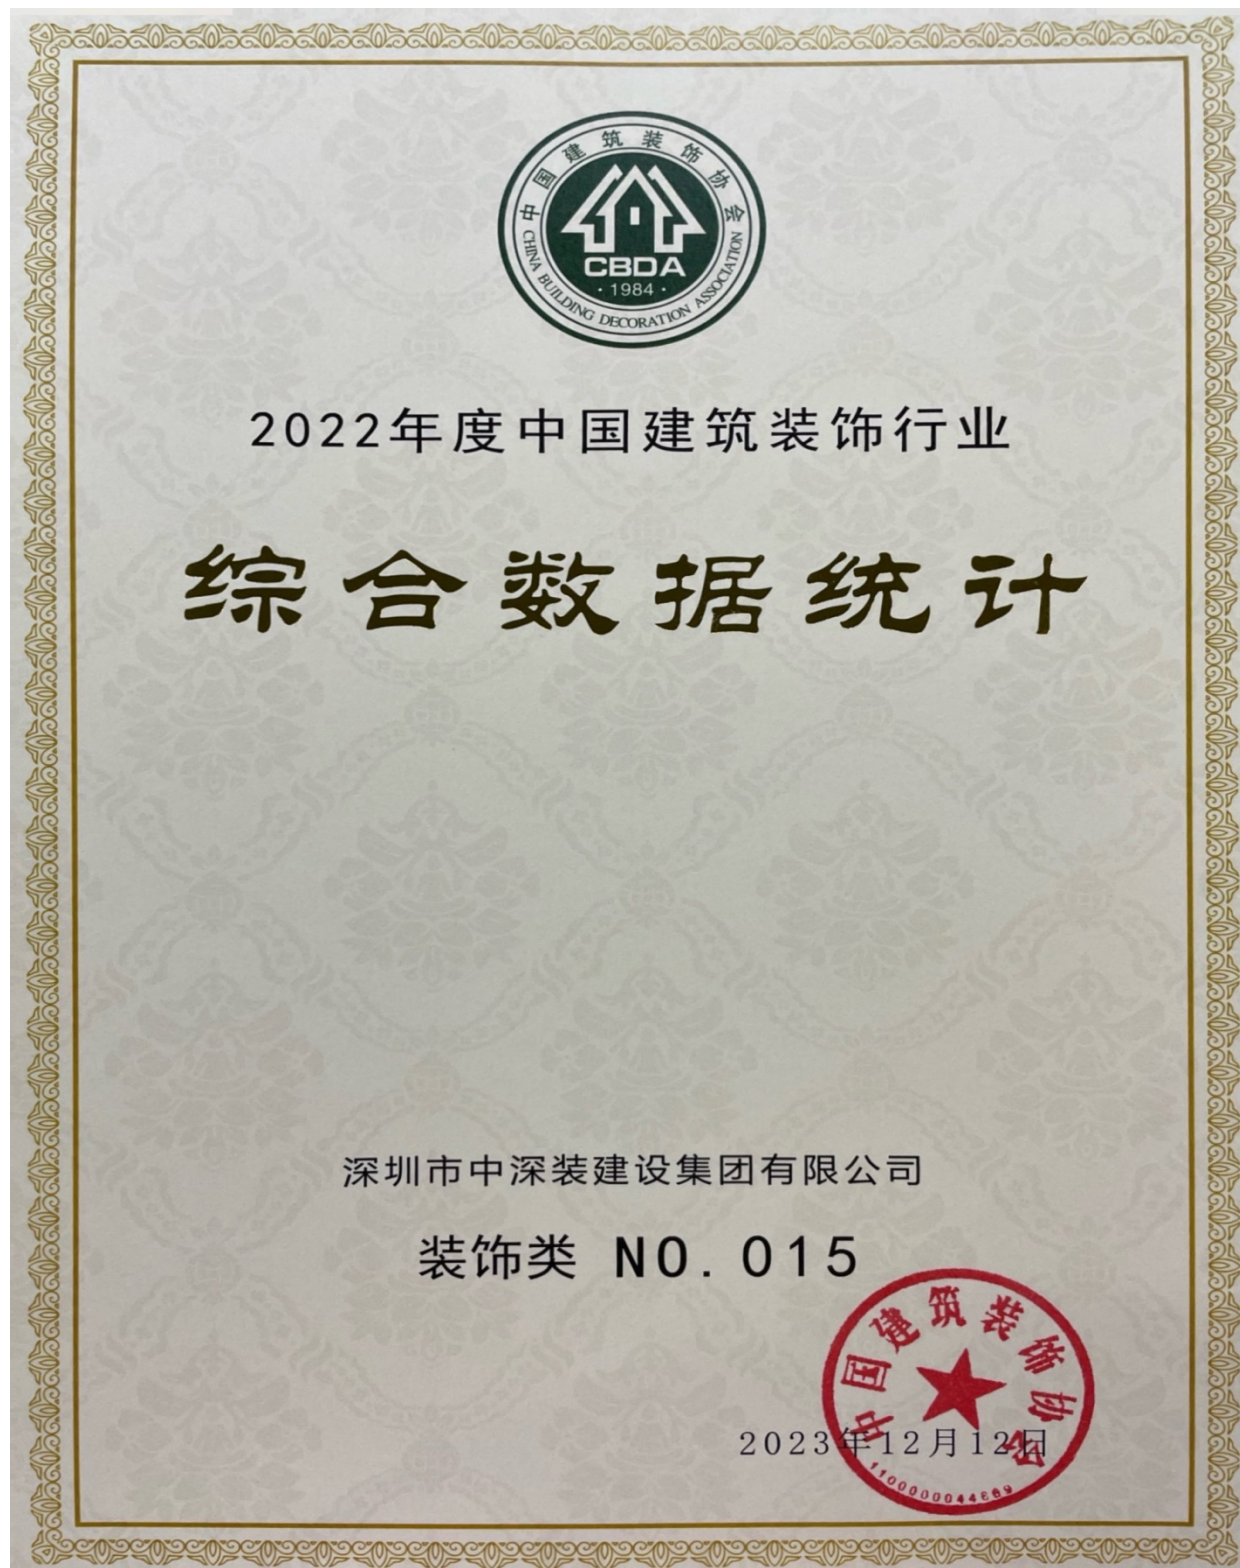 中国建筑装饰协会
CBDA
·1984·
CHINA BUILDING DECORATION ASSOCIATION
2022年度中国建筑装饰行业
综合数据统计
深圳市中深装建设集团有限公司
装饰类 NO. 015
中国建筑装饰协会
2023年12月12日